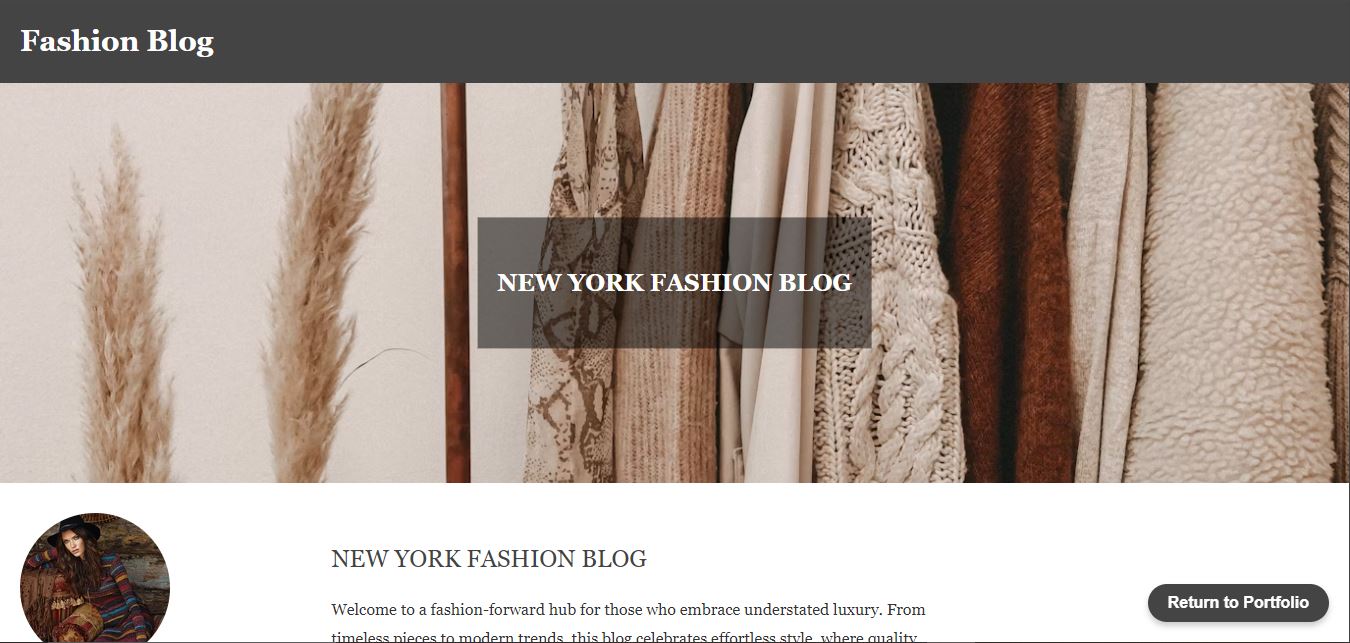 Fashion Blog
NEW YORK FASHION BLOG
NEW YORK FASHION BLOG
Welcome to a fashion-forward hub for those who embrace understated luxury. From
timeless pieces to modern trends, this blog celebrates effortless style, where quality
Return to Portfolio